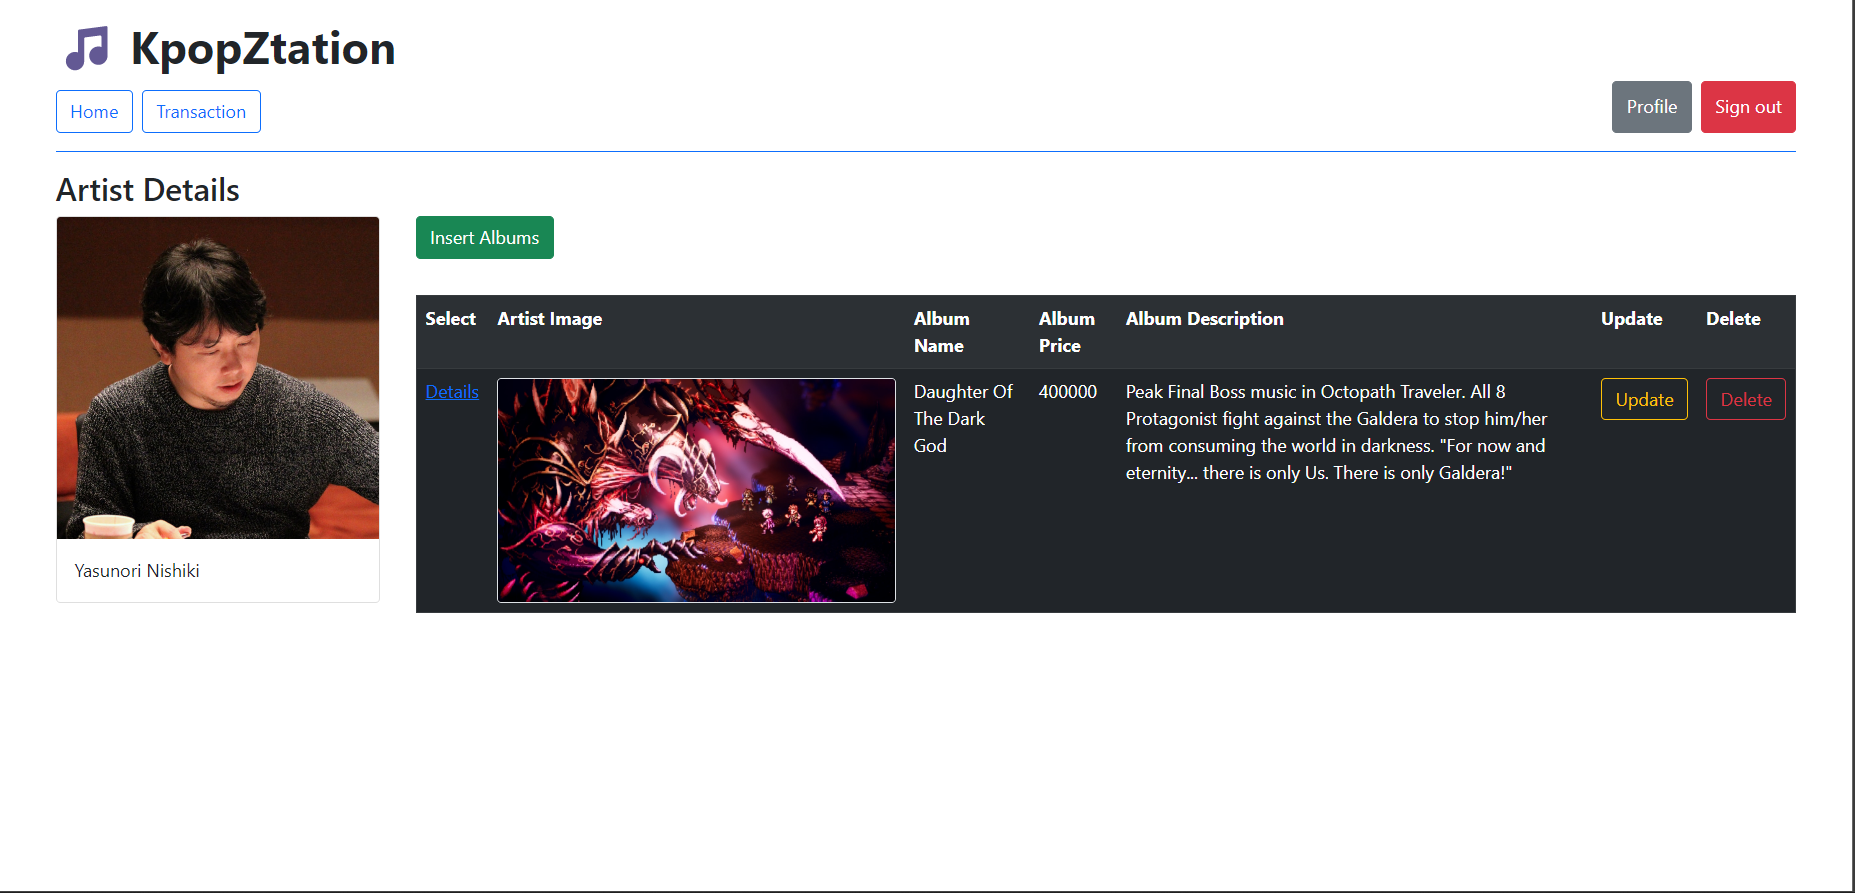 KpopZtation
Home
Transaction
Profile
Sign out
Artist Details
Yasunori Nishiki
Insert Albums
Select
Artist Image
Album
Name
Album
Price
Album Description
Update
Delete
Details
Daughter Of
The Dark
God
400000
Peak Final Boss music in Octopath Traveler. All 8
Protagonist fight against the Galdera to stop him/her
from consuming the world in darkness. "For now and
eternity... there is only Us. There is only Galdera!"
Update
Delete